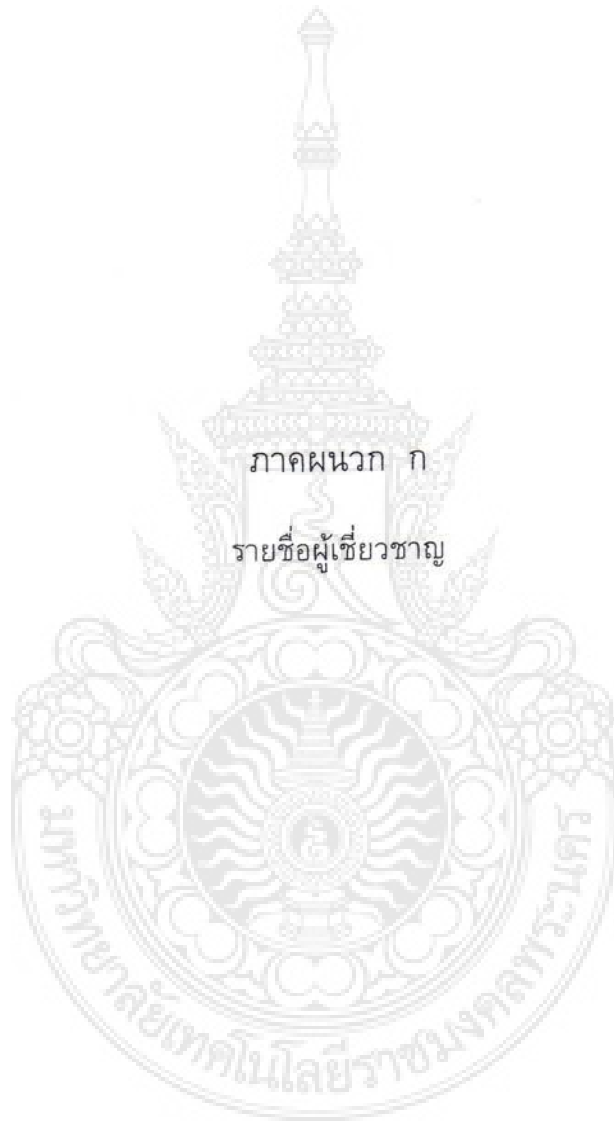 ภาคผนวก ก
รายชื่อผู้เชี่ยวชาญ
มหาวิทยาลัยเทคโนโลยีราชมงคลพระนคร